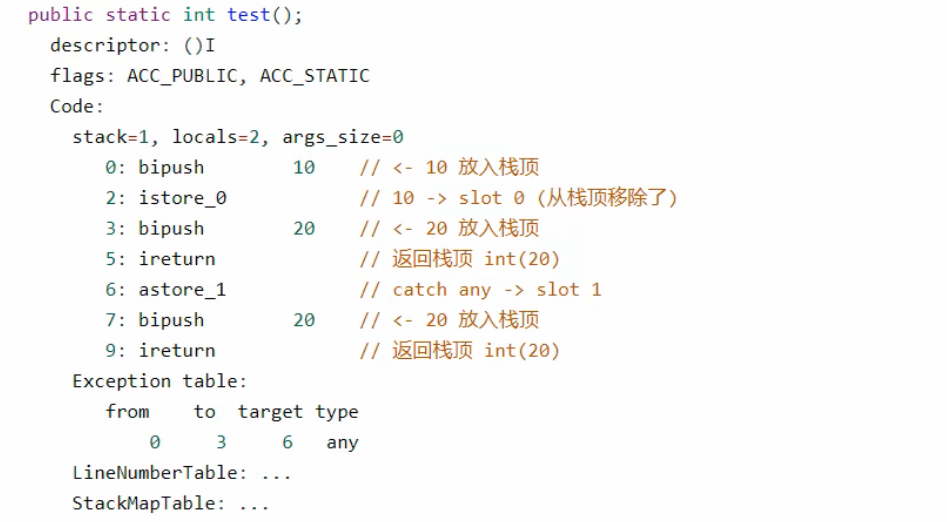 public static int test();
descriptor: ()I
flags: ACC_PUBLIC, ACC_STATIC
Code:
stack=1, locals=2, args_size=0
0: bipush 10 // <- 10 放入栈顶
2: istore_0 // 10 -> slot 0 (从栈顶移除了)
3: bipush 20 // <- 20 放入栈顶
5: ireturn // 返回栈顶 int(20)
6: astore_1 // catch any -> slot 1
7: bipush 20 // <- 20 放入栈顶
9: ireturn // 返回栈顶 int(20)
Exception table:
from to target type
0 3 6 any
LineNumberTable: ...
StackMapTable: ...